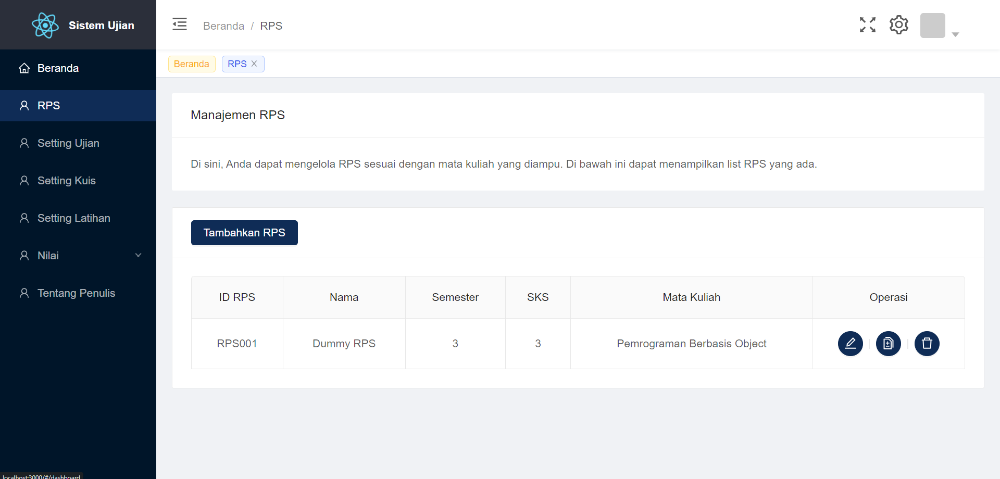 Sistem Ujian
Beranda / RPS
Beranda
RPS
Beranda
RPS
Setting Ujian
Setting Kuis
Setting Latihan
Nilai
Tentang Penulis
Manajemen RPS
Di sini, Anda dapat mengelola RPS sesuai dengan mata kuliah yang diampu. Di bawah ini dapat menampilkan list RPS yang ada.
Tambahkan RPS
ID RPS Nama Semester SKS Mata Kuliah Operasi
RPS001 Dummy RPS 3 3 Pemrograman Berbasis Object
localhost:3000/#/dashboard